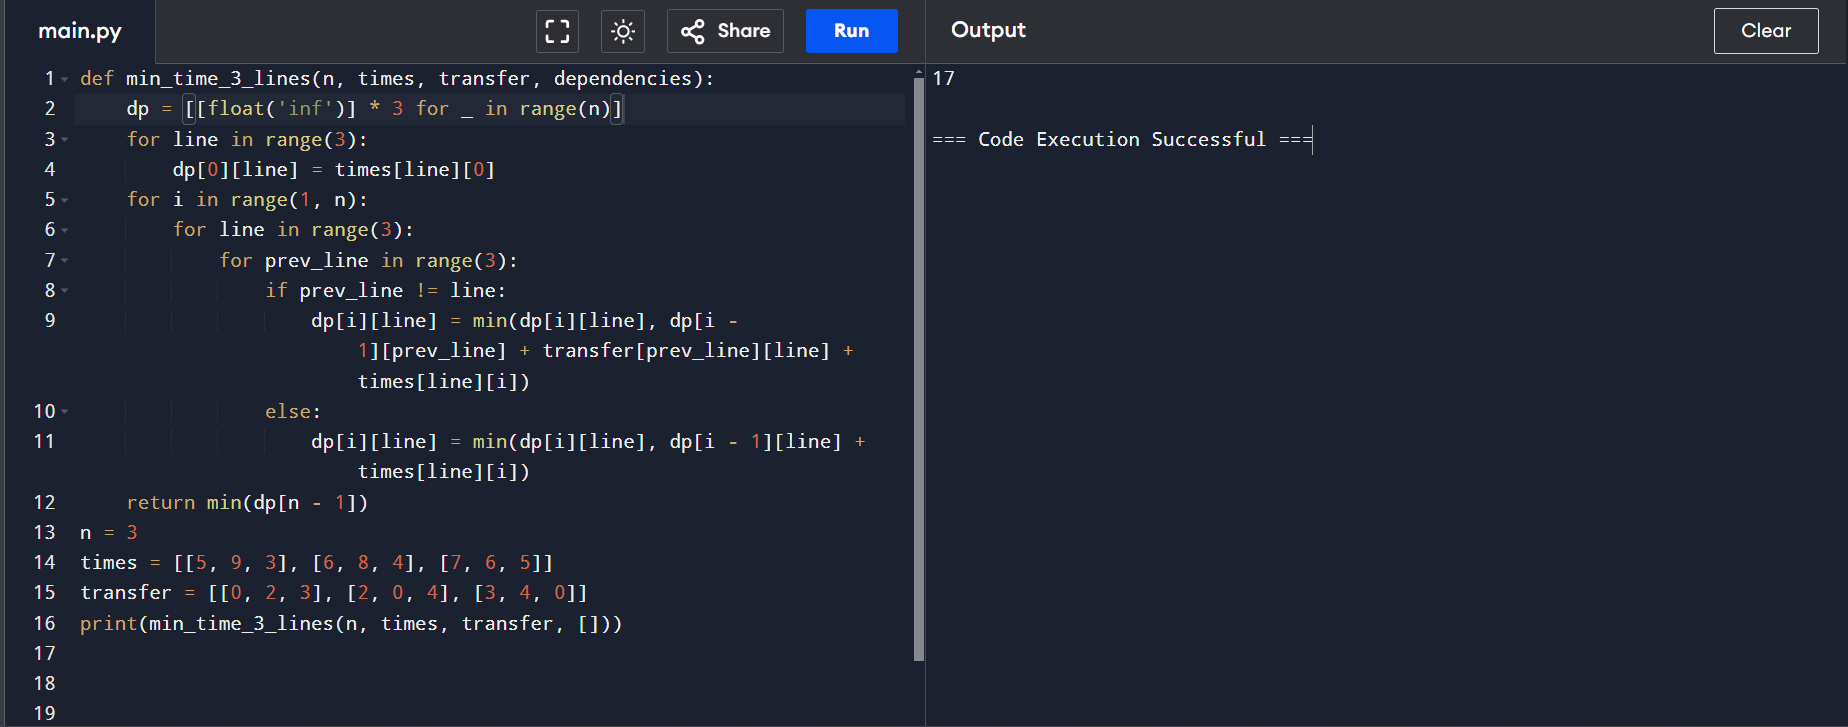 main.py
Share
Run
Output
Clear
1 def min_time_3_lines(n, times, transfer, dependencies):
2 dp = [[float('inf')] * 3 for _ in range(n)]
3 for line in range(3):
4 dp[0][line] = times[line][0]
5 for i in range(1, n):
6 for line in range(3):
7 for prev_line in range(3):
8 if prev_line != line:
9 dp[i][line] = min(dp[i][line], dp[i -
1][prev_line] + transfer[prev_line][line] +
times[line][i])
10 else:
11 dp[i][line] = min(dp[i][line], dp[i - 1][line] +
times[line][i])
12 return min(dp[n - 1])
13 n = 3
14 times = [[5, 9, 3], [6, 8, 4], [7, 6, 5]]
15 transfer = [[0, 2, 3], [2, 0, 4], [3, 4, 0]]
16 print(min_time_3_lines(n, times, transfer, []))
17
18
19
17
=== Code Execution Successful ===